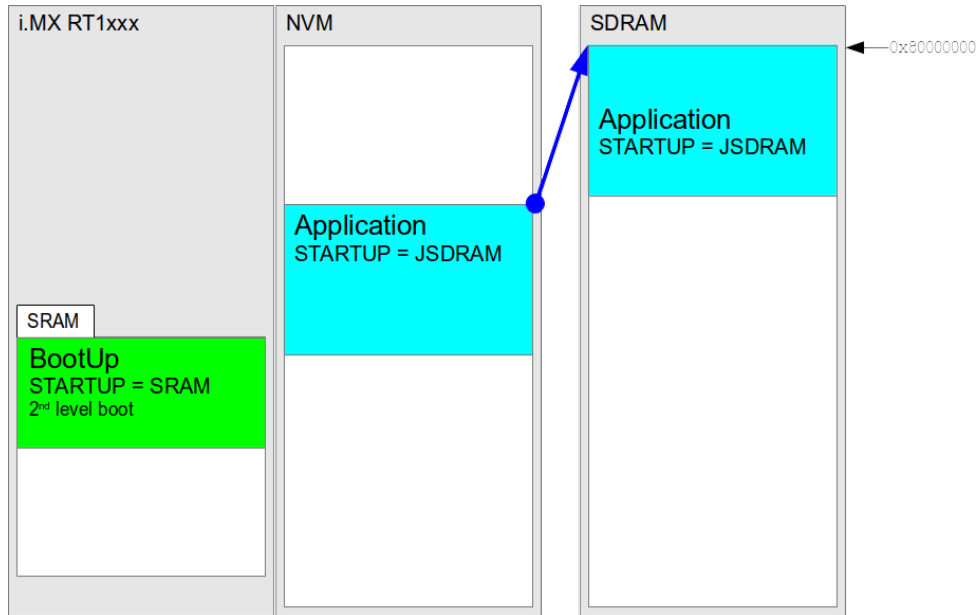 i.MX RT1xxx
NVM
SDRAM
0x80000000
Application
STARTUP = JSDRAM
Application
STARTUP = JSDRAM
SRAM
BootUp
STARTUP = SRAM
2nd level boot